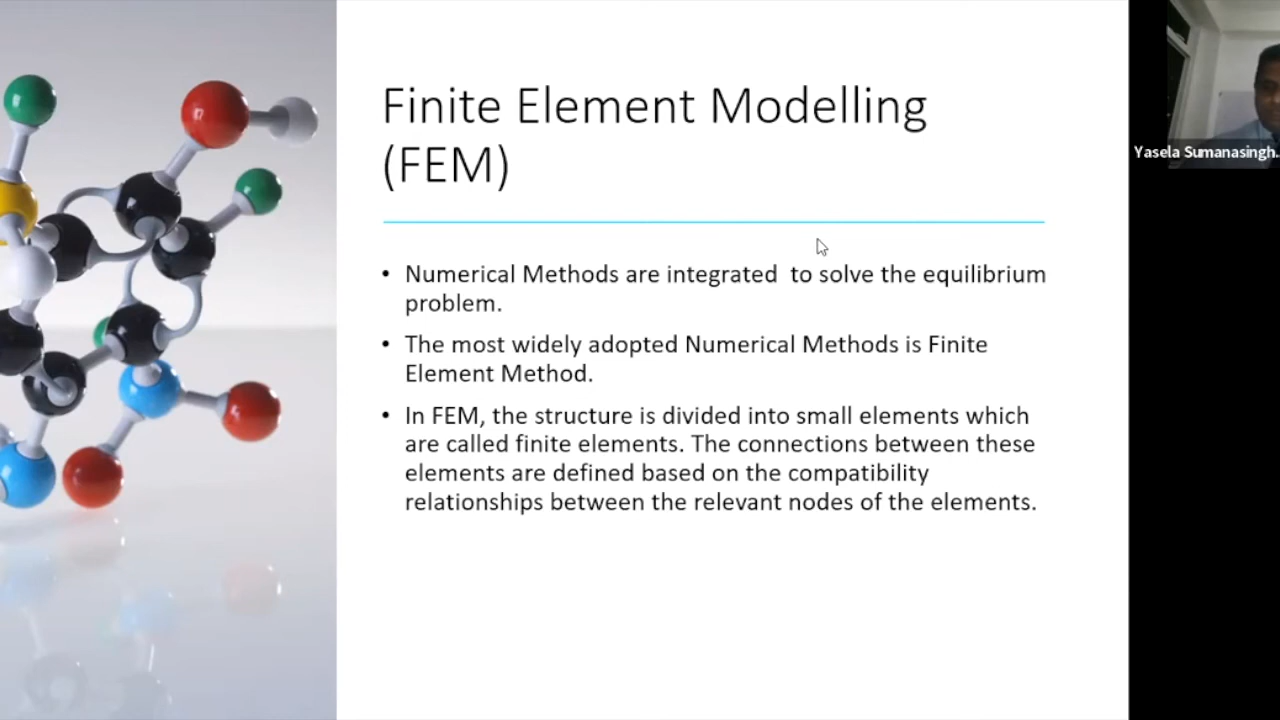 Finite Element Modelling
(FEM)
• Numerical Methods are integrated  to solve the equilibrium
problem.
• The most widely adopted Numerical Methods is Finite
Element Method.
• In FEM, the structure is divided into small elements which
are called finite elements. The connections between these
elements are defined based on the compatibility
relationships between the relevant nodes of the elements.
Yasela Sumanasingh...